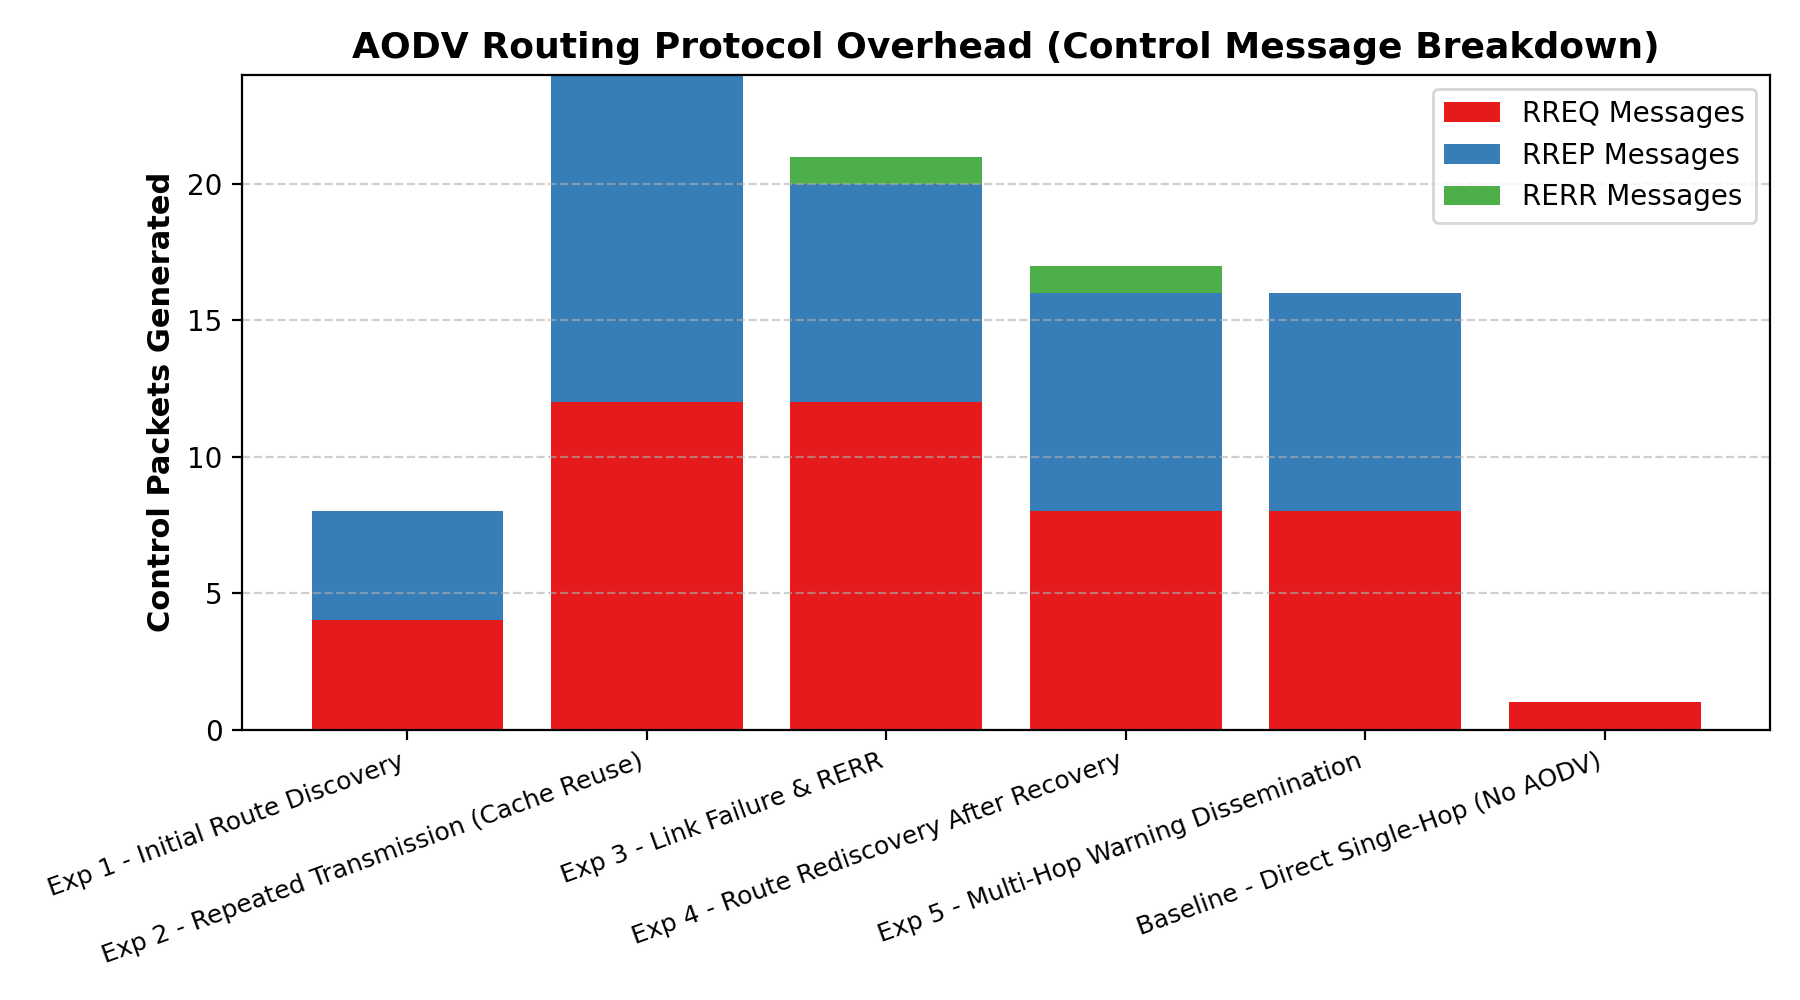 AODV Routing Protocol Overhead (Control Message Breakdown)
RREQ Messages
RREP Messages
RERR Messages
Control Packets Generated
20
15
10
5
0
Exp 1 - Initial Route Discovery
Exp 2 - Repeated Transmission (Cache Reuse)
Exp 3 - Link Failure & RERR
Exp 4 - Route Rediscovery After Recovery
Exp 5 - Multi-Hop Warning Dissemination
Baseline - Direct Single-Hop (No AODV)